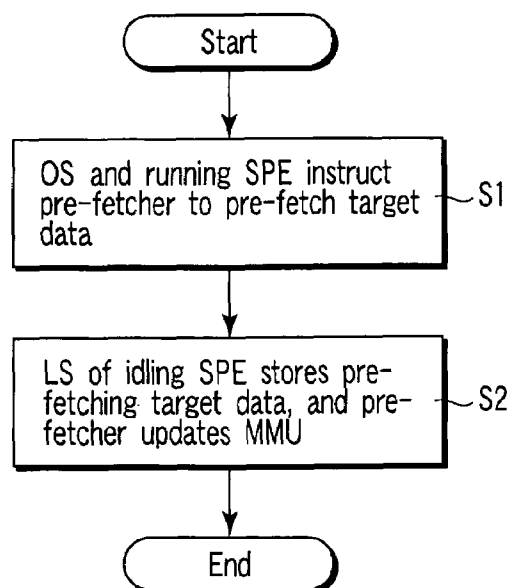 Start
OS and running SPE instruct
pre-fetcher to pre-fetch target
data
S1
LS of idling SPE stores pre-
fetching target data, and pre-
fetcher updates MMU
S2
End